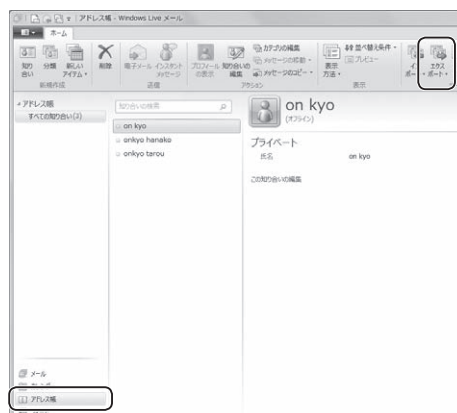 アドレス帳 - Windows Live メール
ホーム
知り合い
分類
新しいアイテム
削除
電子メール
インスタントメッセージ
プロフィールの表示
知り合いの編集
カテゴリの編集
メッセージの移動
メッセージのコピー
表示方法
並べ替え条件
プレビュー
エクスポート
新規作成
送信
アクション
表示
アドレス帳
すべての知り合い(3)
知り合いの検索
on kyo
onkyo hanako
onkyo tarou
on kyo
(オフライン)
プライベート
氏名 on kyo
この知り合いの編集
メール
アドレス帳